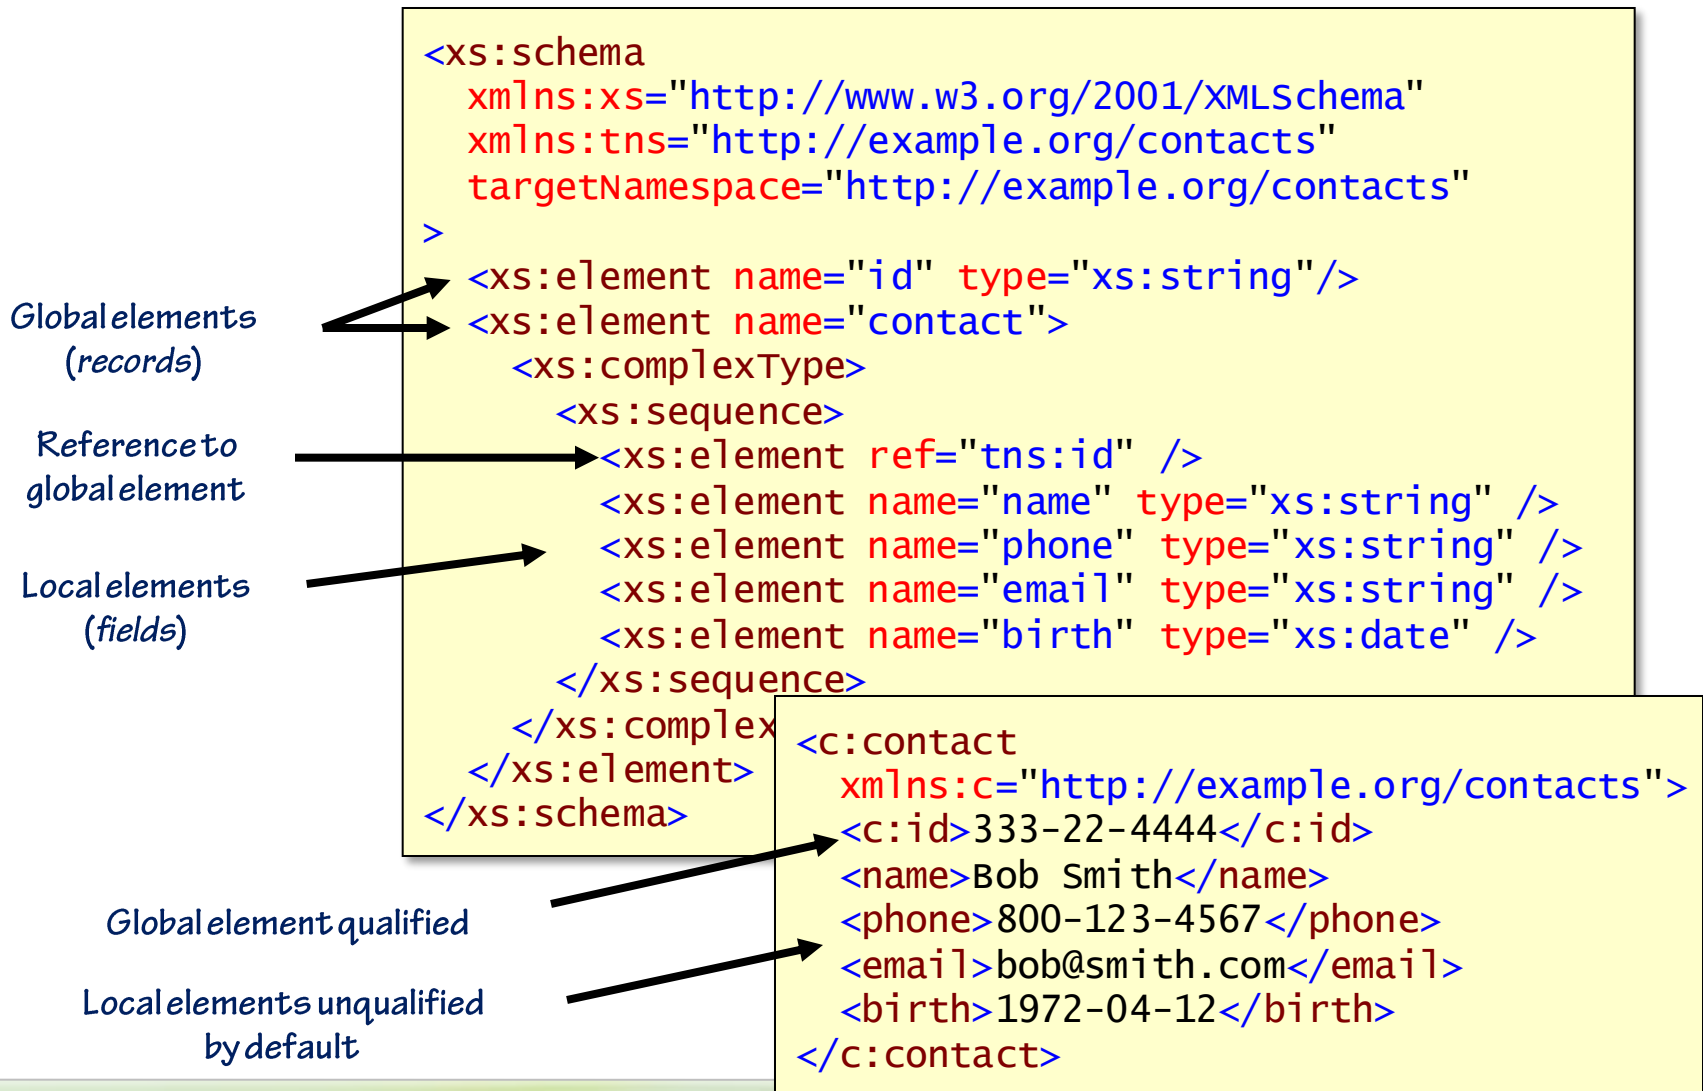 <xs:schema
xmlns:xs="http://www.w3.org/2001/XMLSchema"
xmlns:tns="http://example.org/contacts"
targetNamespace="http://example.org/contacts"
>
<xs:element name="id" type="xs:string"/>
<xs:element name="contact">
<xs:complexType>
<xs:sequence>
<xs:element ref="tns:id" />
<xs:element name="name" type="xs:string" />
<xs:element name="phone" type="xs:string" />
<xs:element name="email" type="xs:string" />
<xs:element name="birth" type="xs:date" />
</xs:sequence>
</xs:complex
</xs:element>
</xs:schema>
Global elements
(records)
Reference to
global element
Local elements
(fields)
<c:contact
xmlns:c="http://example.org/contacts">
<c:id>333-22-4444</c:id>
<name>Bob Smith</name>
<phone>800-123-4567</phone>
<email>bob@smith.com</email>
<birth>1972-04-12</birth>
</c:contact>
Global element qualified
Local elements unqualified
by default